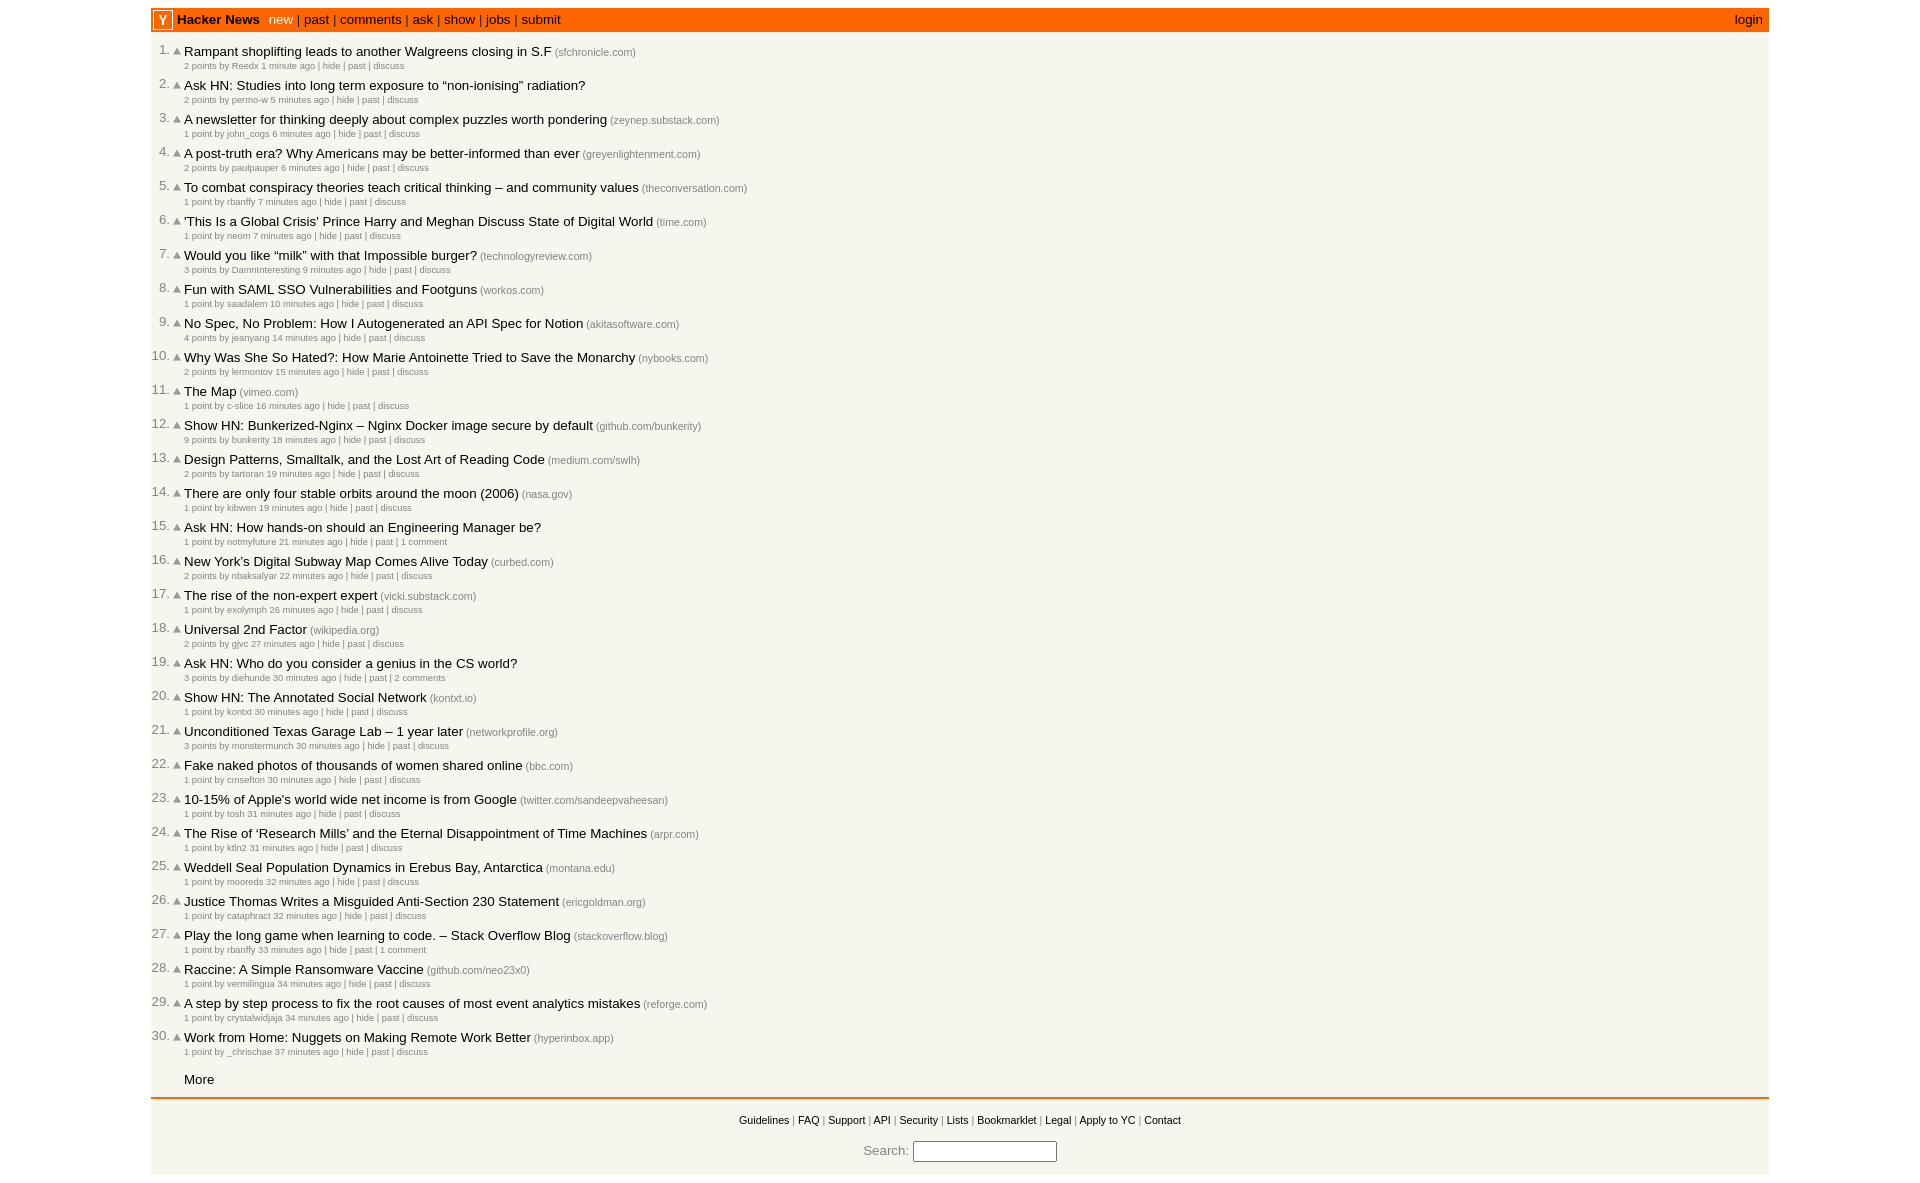 Y Hacker News new | past | comments | ask | show | jobs | submit login
1. Rampant shoplifting leads to another Walgreens closing in S.F (sfchronicle.com)
2 points by Reedx 1 minute ago | hide | past | discuss
2. Ask HN: Studies into long term exposure to “non-ionising” radiation?
2 points by permo-w 5 minutes ago | hide | past | discuss
3. A newsletter for thinking deeply about complex puzzles worth pondering (zeynep.substack.com)
1 point by john_cogs 6 minutes ago | hide | past | discuss
4. A post-truth era? Why Americans may be better-informed than ever (greyenlightenment.com)
2 points by paulpauper 6 minutes ago | hide | past | discuss
5. To combat conspiracy theories teach critical thinking – and community values (theconversation.com)
1 point by rbanffy 7 minutes ago | hide | past | discuss
6. 'This Is a Global Crisis' Prince Harry and Meghan Discuss State of Digital World (time.com)
1 point by neom 7 minutes ago | hide | past | discuss
7. Would you like “milk” with that Impossible burger? (technologyreview.com)
3 points by DamnInteresting 9 minutes ago | hide | past | discuss
8. Fun with SAML SSO Vulnerabilities and Footguns (workos.com)
1 point by saadalem 10 minutes ago | hide | past | discuss
9. No Spec, No Problem: How I Autogenerated an API Spec for Notion (akitasoftware.com)
4 points by jeanyang 14 minutes ago | hide | past | discuss
10. Why Was She So Hated?: How Marie Antoinette Tried to Save the Monarchy (nybooks.com)
2 points by lermontov 15 minutes ago | hide | past | discuss
11. The Map (vimeo.com)
1 point by c-slice 16 minutes ago | hide | past | discuss
12. Show HN: Bunkerized-Nginx – Nginx Docker image secure by default (github.com/bunkerity)
9 points by bunkerity 18 minutes ago | hide | past | discuss
13. Design Patterns, Smalltalk, and the Lost Art of Reading Code (medium.com/swlh)
2 points by tartoran 19 minutes ago | hide | past | discuss
14. There are only four stable orbits around the moon (2006) (nasa.gov)
1 point by kibwen 19 minutes ago | hide | past | discuss
15. Ask HN: How hands-on should an Engineering Manager be?
1 point by notmyfuture 21 minutes ago | hide | past | 1 comment
16. New York’s Digital Subway Map Comes Alive Today (curbed.com)
2 points by nbaksalyar 22 minutes ago | hide | past | discuss
17. The rise of the non-expert expert (vicki.substack.com)
1 point by exolymph 26 minutes ago | hide | past | discuss
18. Universal 2nd Factor (wikipedia.org)
2 points by gjvc 27 minutes ago | hide | past | discuss
19. Ask HN: Who do you consider a genius in the CS world?
3 points by diehunde 30 minutes ago | hide | past | 2 comments
20. Show HN: The Annotated Social Network (kontxt.io)
1 point by kontxt 30 minutes ago | hide | past | discuss
21. Unconditioned Texas Garage Lab – 1 year later (networkprofile.org)
3 points by monstermunch 30 minutes ago | hide | past | discuss
22. Fake naked photos of thousands of women shared online (bbc.com)
1 point by cmsefton 30 minutes ago | hide | past | discuss
23. 10-15% of Apple's world wide net income is from Google (twitter.com/sandeepvaheesan)
1 point by tosh 31 minutes ago | hide | past | discuss
24. The Rise of ‘Research Mills’ and the Eternal Disappointment of Time Machines (arpr.com)
1 point by ktln2 31 minutes ago | hide | past | discuss
25. Weddell Seal Population Dynamics in Erebus Bay, Antarctica (montana.edu)
1 point by mooreds 32 minutes ago | hide | past | discuss
26. Justice Thomas Writes a Misguided Anti-Section 230 Statement (ericgoldman.org)
1 point by cataphract 32 minutes ago | hide | past | discuss
27. Play the long game when learning to code. – Stack Overflow Blog (stackoverflow.blog)
1 point by rbanffy 33 minutes ago | hide | past | 1 comment
28. Raccine: A Simple Ransomware Vaccine (github.com/neo23x0)
1 point by vermilingua 34 minutes ago | hide | past | discuss
29. A step by step process to fix the root causes of most event analytics mistakes (reforge.com)
1 point by crystalwidjaja 34 minutes ago | hide | past | discuss
30. Work from Home: Nuggets on Making Remote Work Better (hyperinbox.app)
1 point by _chrischae 37 minutes ago | hide | past | discuss
More
Guidelines | FAQ | Support | API | Security | Lists | Bookmarklet | Legal | Apply to YC | Contact
Search: